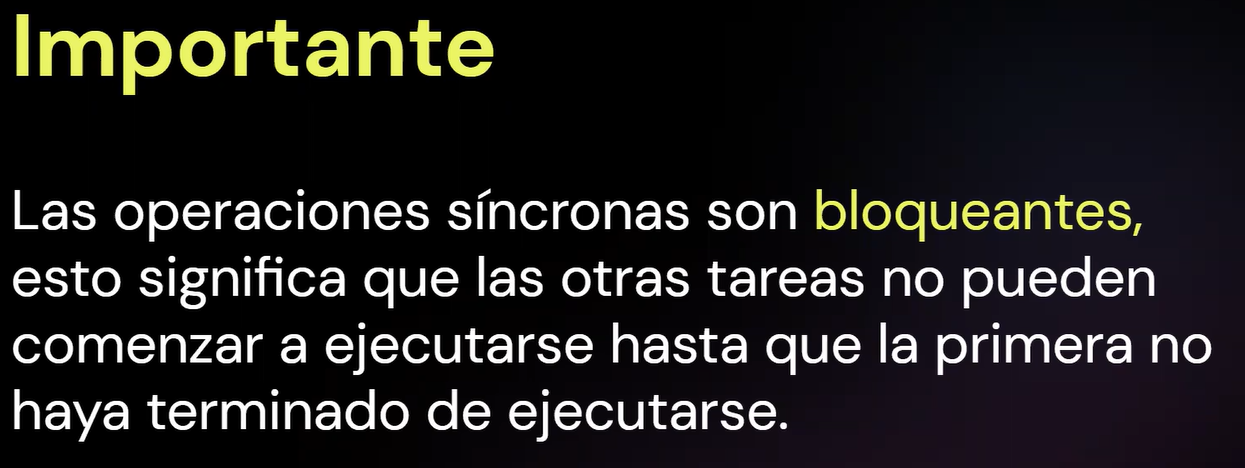 Importante
Las operaciones síncronas son bloqueantes,
esto significa que las otras tareas no pueden
comenzar a ejecutarse hasta que la primera no
haya terminado de ejecutarse.